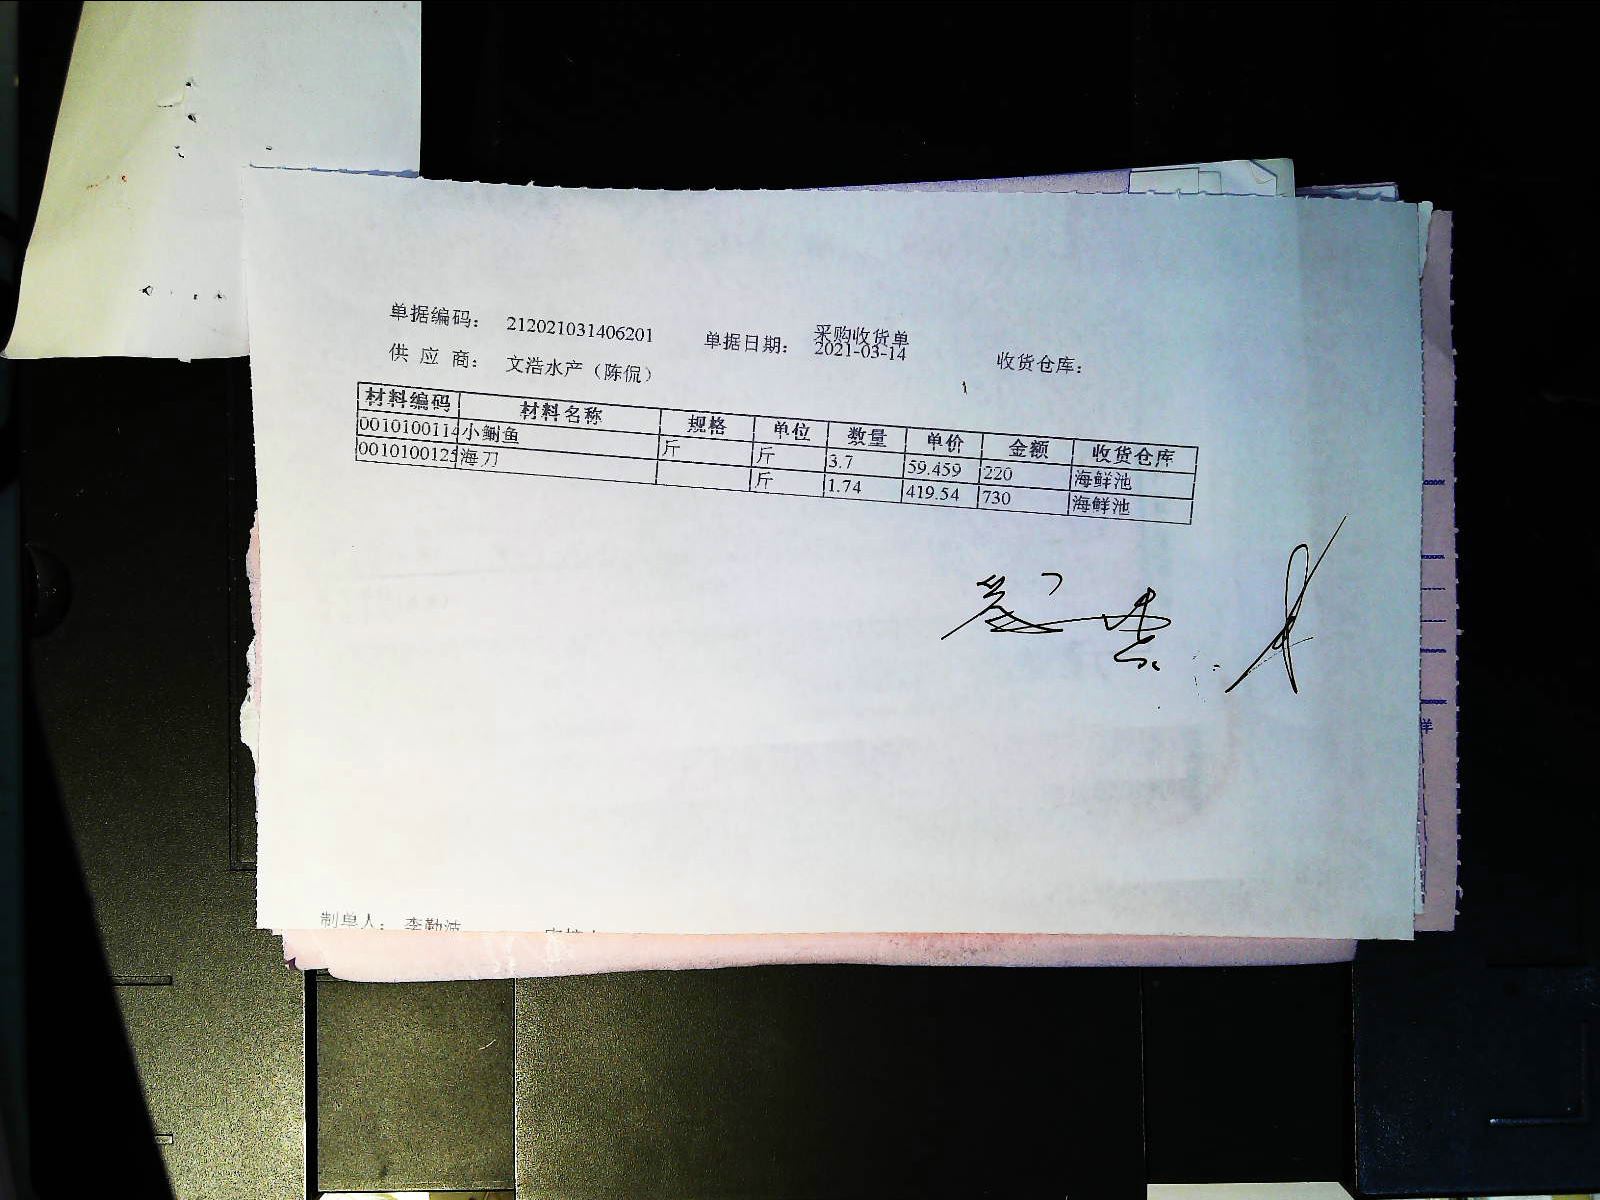 采购收货单
单据编码： 212021031406201 单据日期： 2021-03-14 收货仓库：
供 应 商： 文浩水产（陈侃）
材料编码 材料名称 规格 单位 数量 单价 金额 收货仓库
0010100114 小鮰鱼 斤 斤 3.7 59.459 220 海鲜池
0010100125 海刀 斤 1.74 419.54 730 海鲜池
制单人： 李勤沛